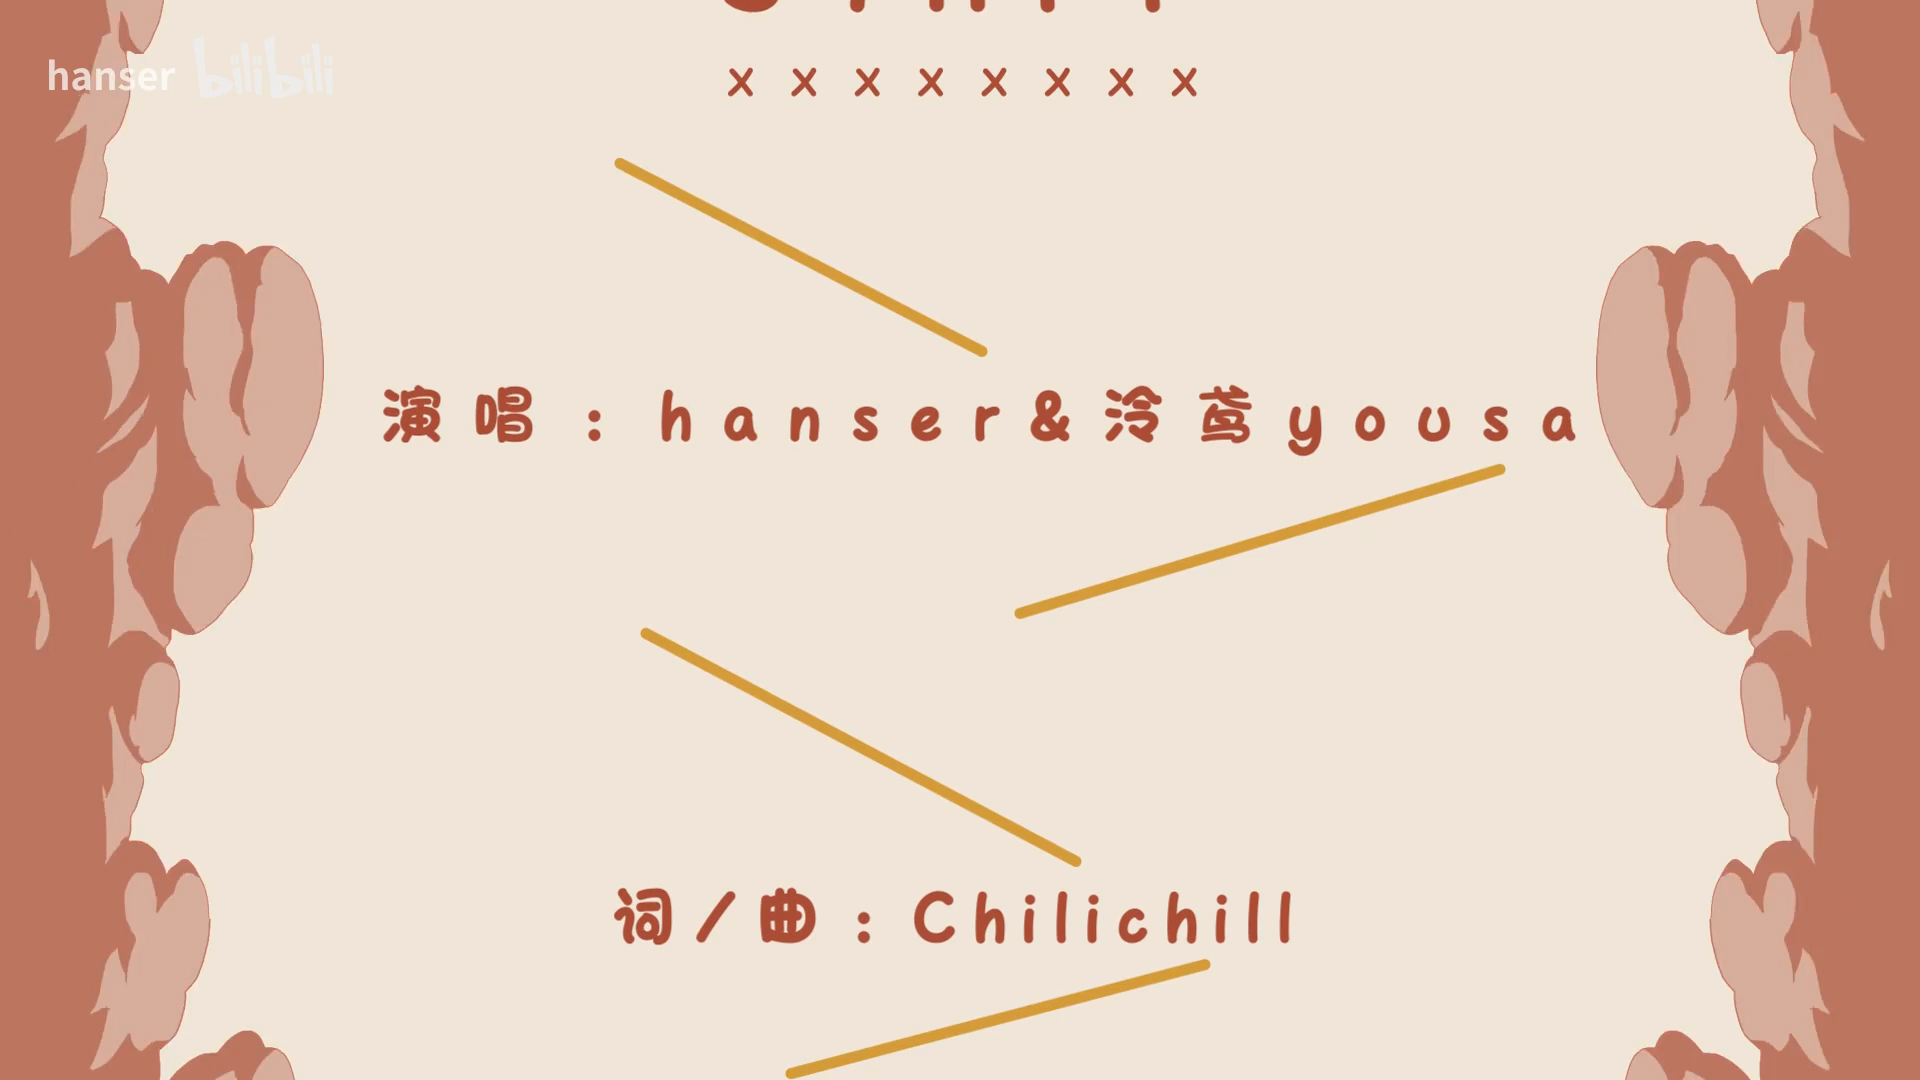 hanser bilibili
x x x x x x x x
演唱：hanser&泠鸢yousa
词/曲：Chilichill